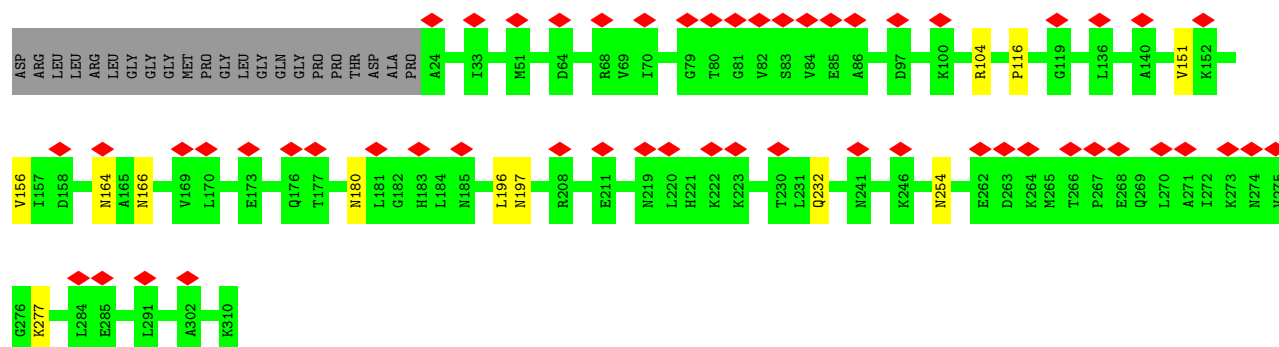 ASP ARG LEU LEU ARG LEU GLY GLY GLY MET PRO GLY LEU GLY GLN GLY PRO PRO THR ASP ALA PRO A24 I33 M51 D64 R68 V69 I70 G79 T80 G81 V82 S83 V84 E85 A86 D97 K100 R104 P116 G119 L136 A140 V151 K152
V156 I157 D158 N164 A165 N166 V169 L170 E173 Q176 T177 N180 L181 G182 H183 L184 N185 L196 N197 R208 E211 N219 L220 H221 K222 K223 T230 L231 Q232 N241 K246 N254 E262 D263 K264 M265 T266 P267 E268 Q269 L270 A271 I272 K273 N274 V275
G276 K277 L284 E285 L291 A302 K310